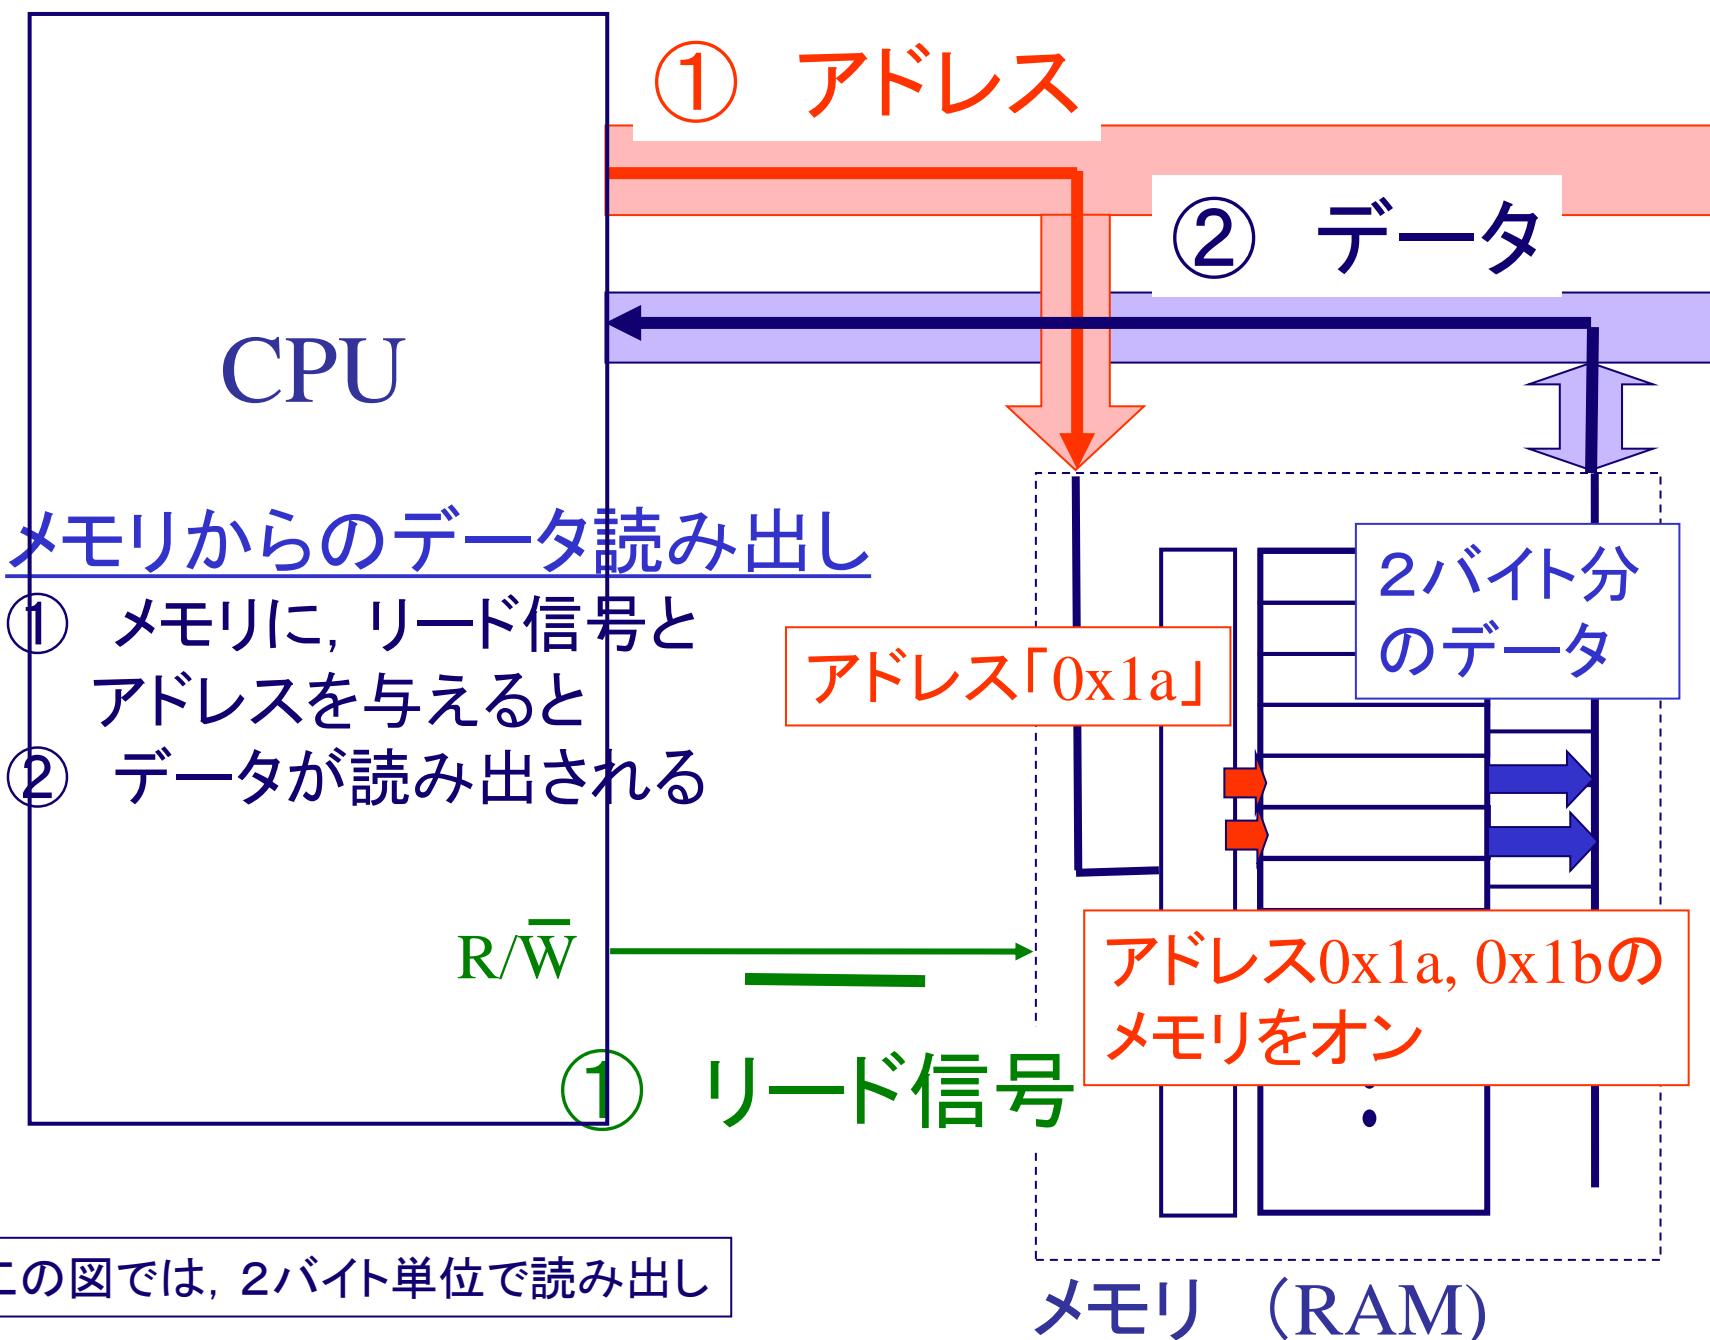 ① アドレス
② データ
CPU
メモリからのデータ読み出し
① メモリに, リード信号と
アドレスを与えると
② データが読み出される
2バイト分
のデータ
アドレス「0x1a」
R/W̅
アドレス0x1a, 0x1bの
メモリをオン
① リード信号
この図では, 2バイト単位で読み出し
メモリ (RAM)